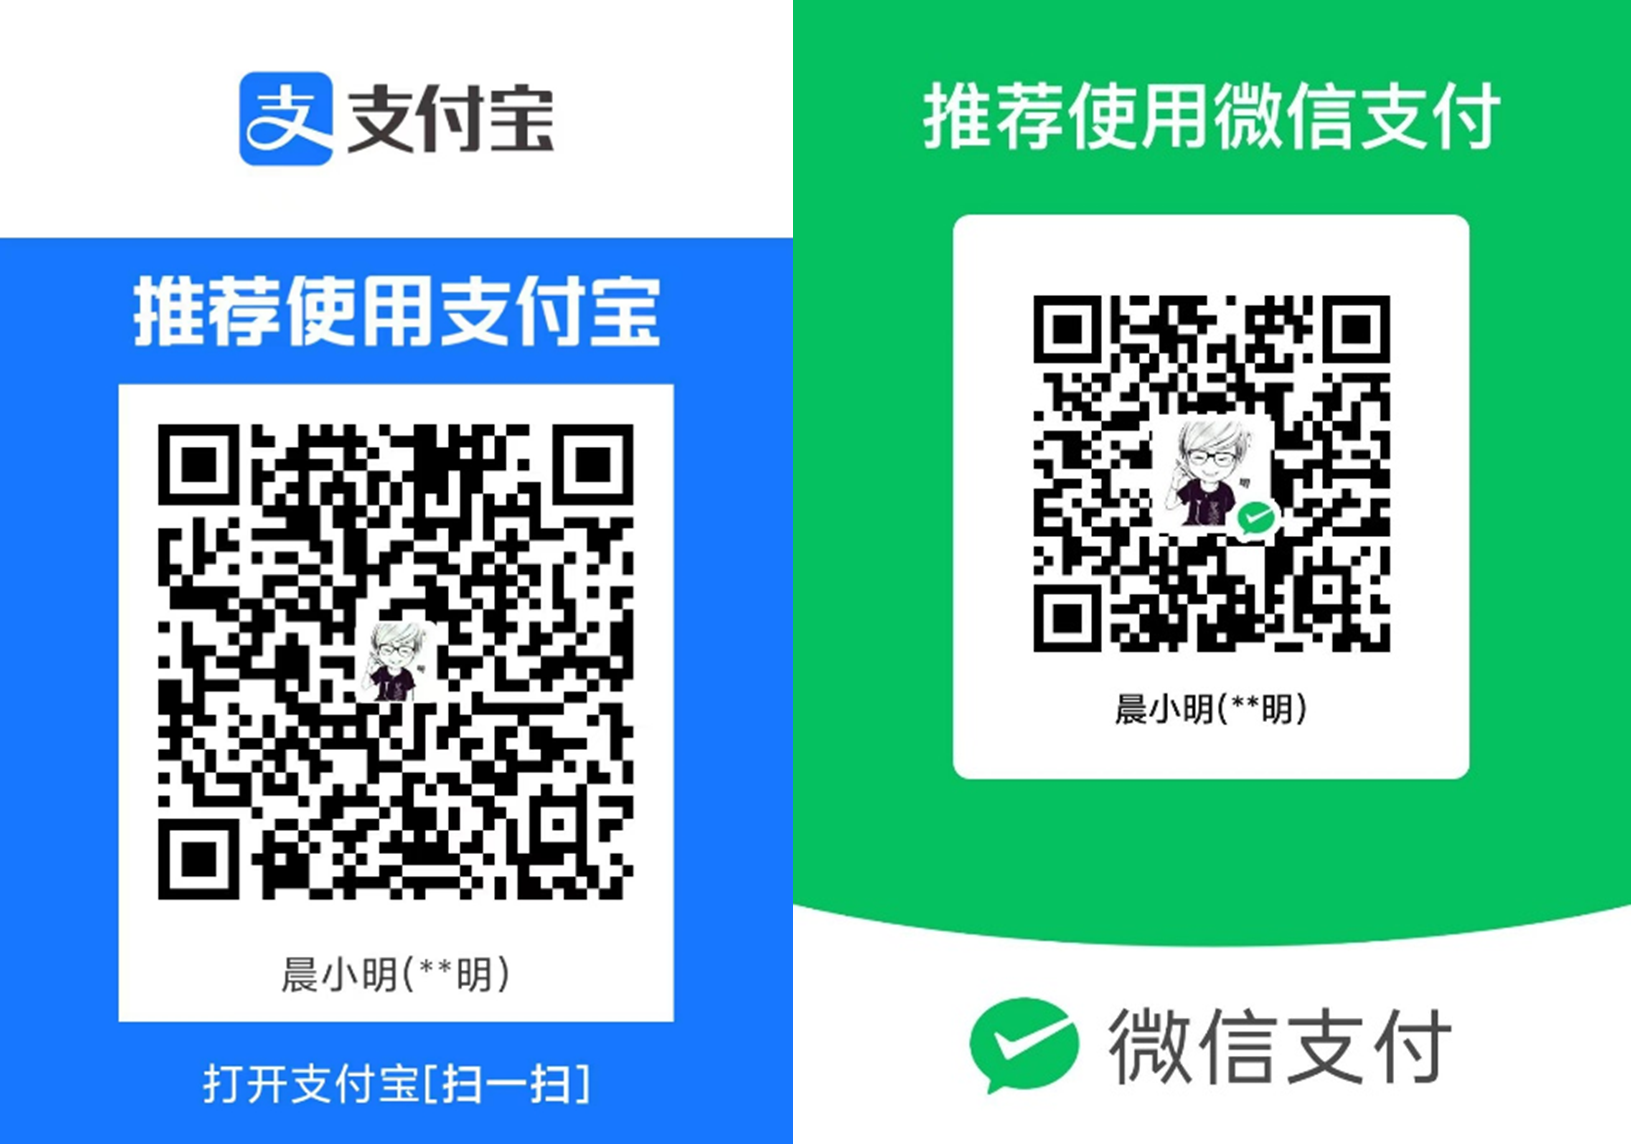 支付宝
推荐使用支付宝
晨小明(**明)
打开支付宝[扫一扫]
推荐使用微信支付
明
晨小明(**明)
微信支付